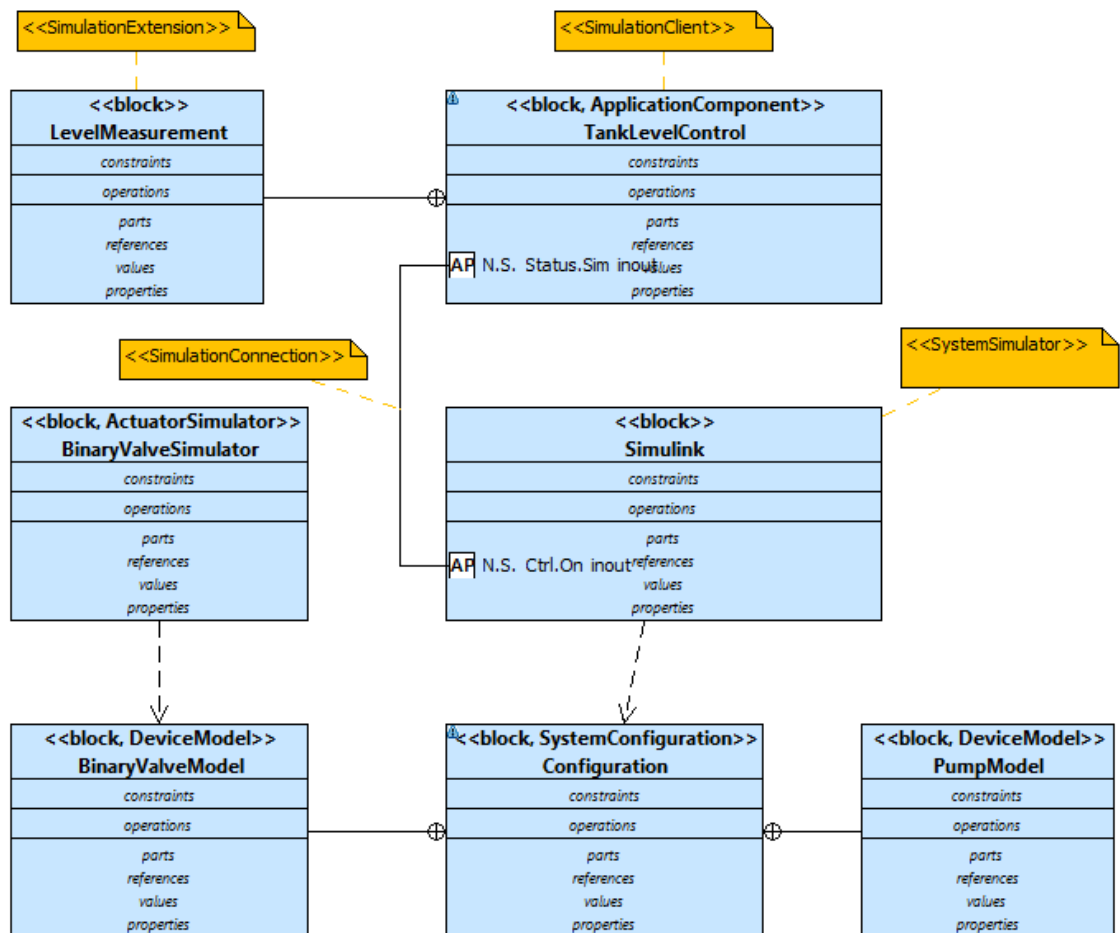 <<SimulationExtension>>
<<SimulationClient>>
<<block>>
LevelMeasurement
constraints
operations
parts
references
values
properties
<<block, ApplicationComponent>>
TankLevelControl
constraints
operations
parts
references
values
properties
AP N.S. Status.Sim inout
<<SimulationConnection>>
<<SystemSimulator>>
<<block, ActuatorSimulator>>
BinaryValveSimulator
constraints
operations
parts
references
values
properties
<<block>>
Simulink
constraints
operations
parts
references
values
properties
AP N.S. Ctrl.On inout
<<block, DeviceModel>>
BinaryValveModel
constraints
operations
parts
references
values
properties
<<block, SystemConfiguration>>
Configuration
constraints
operations
parts
references
values
properties
<<block, DeviceModel>>
PumpModel
constraints
operations
parts
references
values
properties